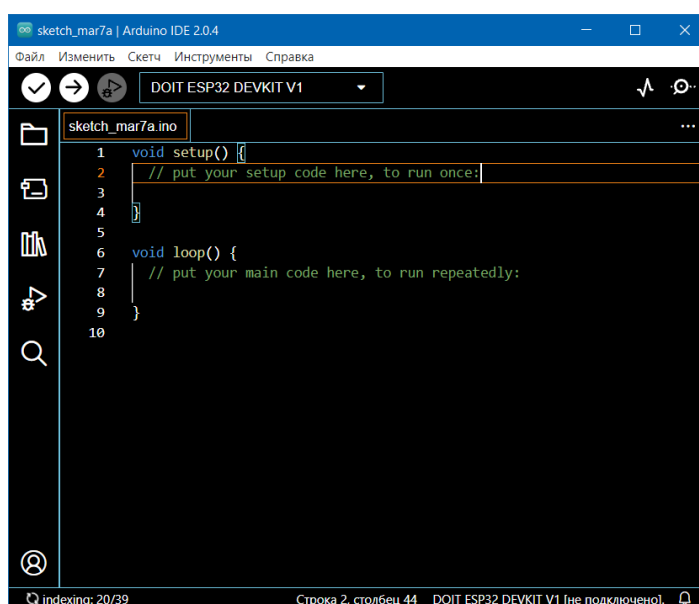 sketch_mar7a | Arduino IDE 2.0.4
Файл Изменить Скетч Инструменты Справка
DOIT ESP32 DEVKIT V1
sketch_mar7a.ino
1 void setup() {
2 // put your setup code here, to run once:
3
4 }
5
6 void loop() {
7 // put your main code here, to run repeatedly:
8
9 }
10
indexing: 20/39 Строка 2, столбец 44 DOIT ESP32 DEVKIT V1 [не подключено].